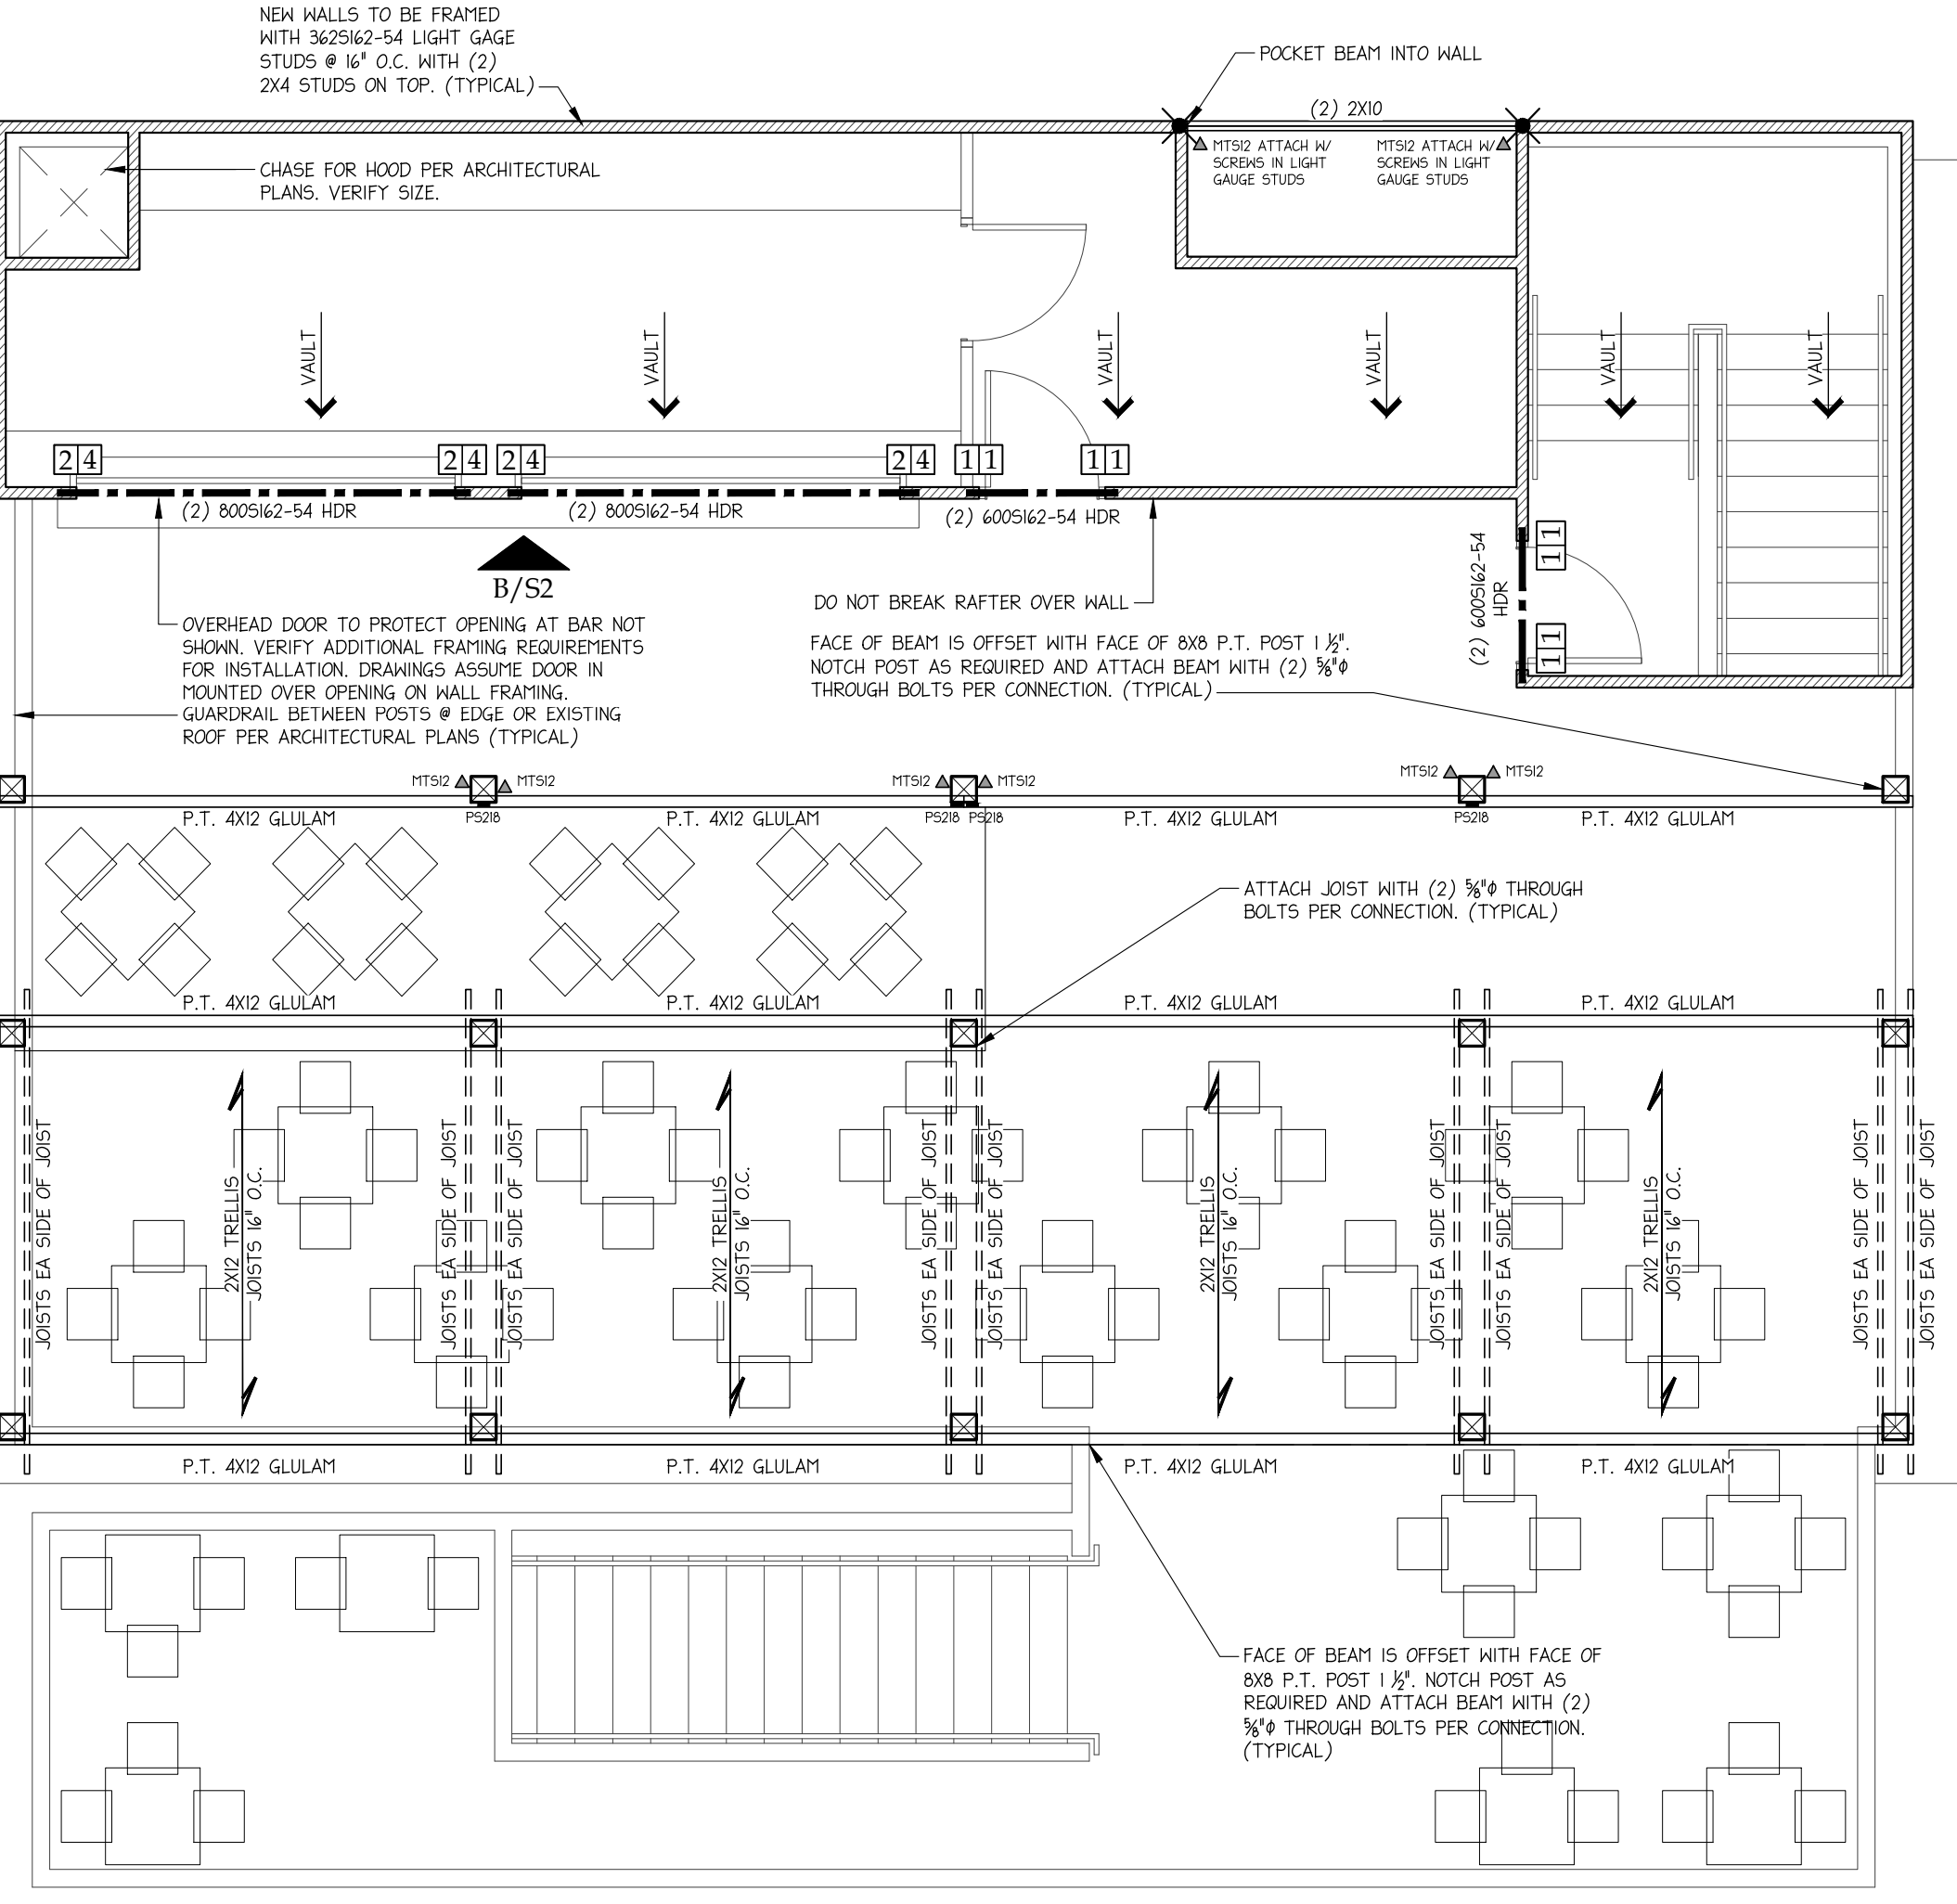 NEW WALLS TO BE FRAMED
WITH 362S162-54 LIGHT GAGE
STUDS @ 16" O.C. WITH (2)
2X4 STUDS ON TOP. (TYPICAL)
POCKET BEAM INTO WALL
(2) 2X10
MTS12 ATTACH W/
SCREWS IN LIGHT
GAUGE STUDS
MTS12 ATTACH W/
SCREWS IN LIGHT
GAUGE STUDS
CHASE FOR HOOD PER ARCHITECTURAL
PLANS. VERIFY SIZE.
VAULT
VAULT
VAULT
VAULT
VAULT
VAULT
2 4
2 4
2 4
2 4
1 1
1 1
(2) 800S162-54 HDR
(2) 800S162-54 HDR
(2) 600S162-54 HDR
1 1
1 1
(2) 600S162-54
HDR
B/S2
OVERHEAD DOOR TO PROTECT OPENING AT BAR NOT
SHOWN. VERIFY ADDITIONAL FRAMING REQUIREMENTS
FOR INSTALLATION. DRAWINGS ASSUME DOOR IN
MOUNTED OVER OPENING ON WALL FRAMING.
GUARDRAIL BETWEEN POSTS @ EDGE OR EXISTING
ROOF PER ARCHITECTURAL PLANS (TYPICAL)
DO NOT BREAK RAFTER OVER WALL
FACE OF BEAM IS OFFSET WITH FACE OF 8X8 P.T. POST 1 ½".
NOTCH POST AS REQUIRED AND ATTACH BEAM WITH (2) ⅝"ϕ
THROUGH BOLTS PER CONNECTION. (TYPICAL)
MTS12
MTS12
MTS12
MTS12
MTS12
MTS12
P.T. 4X12 GLULAM
PS218
P.T. 4X12 GLULAM
PS218
PS218
P.T. 4X12 GLULAM
PS218
P.T. 4X12 GLULAM
ATTACH JOIST WITH (2) ⅝"ϕ THROUGH
BOLTS PER CONNECTION. (TYPICAL)
P.T. 4X12 GLULAM
P.T. 4X12 GLULAM
P.T. 4X12 GLULAM
P.T. 4X12 GLULAM
JOISTS EA SIDE OF JOIST
2X12 TRELLIS
JOISTS 16" O.C.
JOISTS EA SIDE OF JOIST
JOISTS EA SIDE OF JOIST
2X12 TRELLIS
JOISTS 16" O.C.
JOISTS EA SIDE OF JOIST
JOISTS EA SIDE OF JOIST
2X12 TRELLIS
JOISTS 16" O.C.
JOISTS EA SIDE OF JOIST
JOISTS EA SIDE OF JOIST
2X12 TRELLIS
JOISTS 16" O.C.
JOISTS EA SIDE OF JOIST
JOISTS EA SIDE OF JOIST
P.T. 4X12 GLULAM
P.T. 4X12 GLULAM
P.T. 4X12 GLULAM
P.T. 4X12 GLULAM
FACE OF BEAM IS OFFSET WITH FACE OF
8X8 P.T. POST 1 ½". NOTCH POST AS
REQUIRED AND ATTACH BEAM WITH (2)
⅝"ϕ THROUGH BOLTS PER CONNECTION.
(TYPICAL)